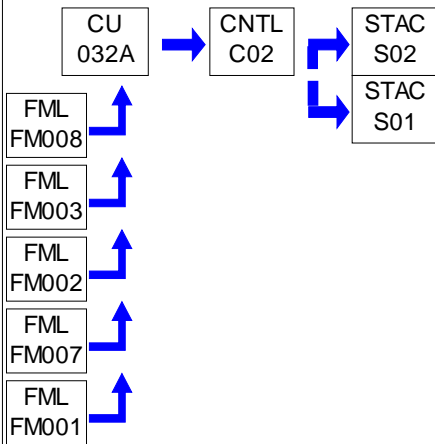 CU
032A
CNTL
C02
STAC
S02
STAC
S01
FML
FM008
FML
FM003
FML
FM002
FML
FM007
FML
FM001